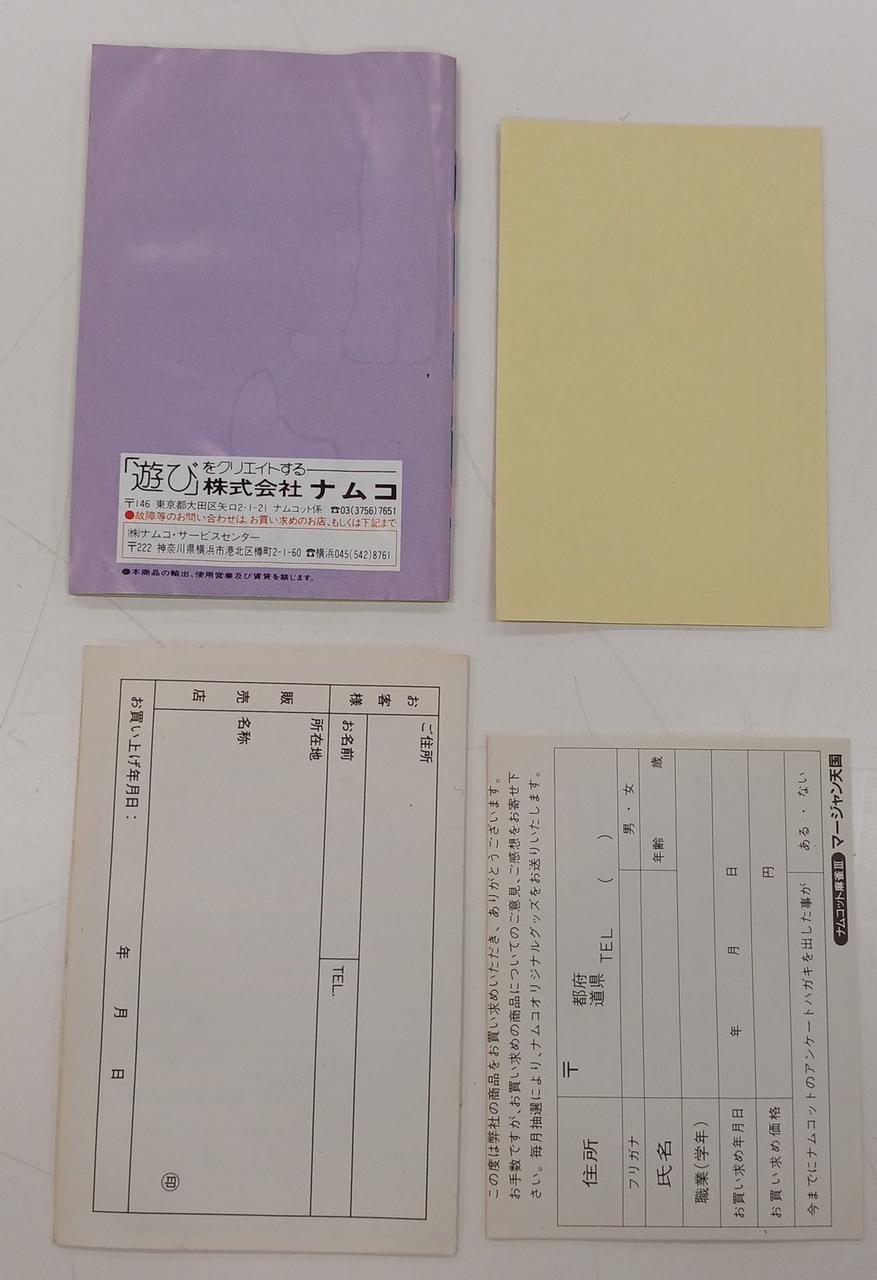 「遊び」をクリエイトする
株式会社 ナムコ
〒146 東京都大田区矢口2-1-21 ナムコット係 ☎03(3756)7651
●故障等のお問い合わせは、お買い求めのお店、もしくは下記まで
㈱ナムコ・サービスセンター
〒222 神奈川県横浜市港北区樽町2-1-60 ☎横浜045(542)8761
●本商品の輸出、使用営業及び賃貸を禁じます。
お客様
ご住所
お名前
TEL.
販売店
所在地
名称
お買い上げ年月日： 年 月 日
㊞
ナムコット麻雀Ⅲ マージャン天国
今までにナムコットのアンケートハガキを出した事が ある ・ ない
お買い求め価格 円
お買い求め年月日 年 月 日
職業(学年)
氏名 年齢 歳
フリガナ 男・女
住所 〒 都府道県 TEL ( )
この度は弊社の商品をお買い求めいただき、ありがとうございます。
お手数ですが、お買い求めの商品についてのご意見、ご感想をお寄せ下
さい。毎月抽選により、ナムコオリジナルグッズをお送りいたします。